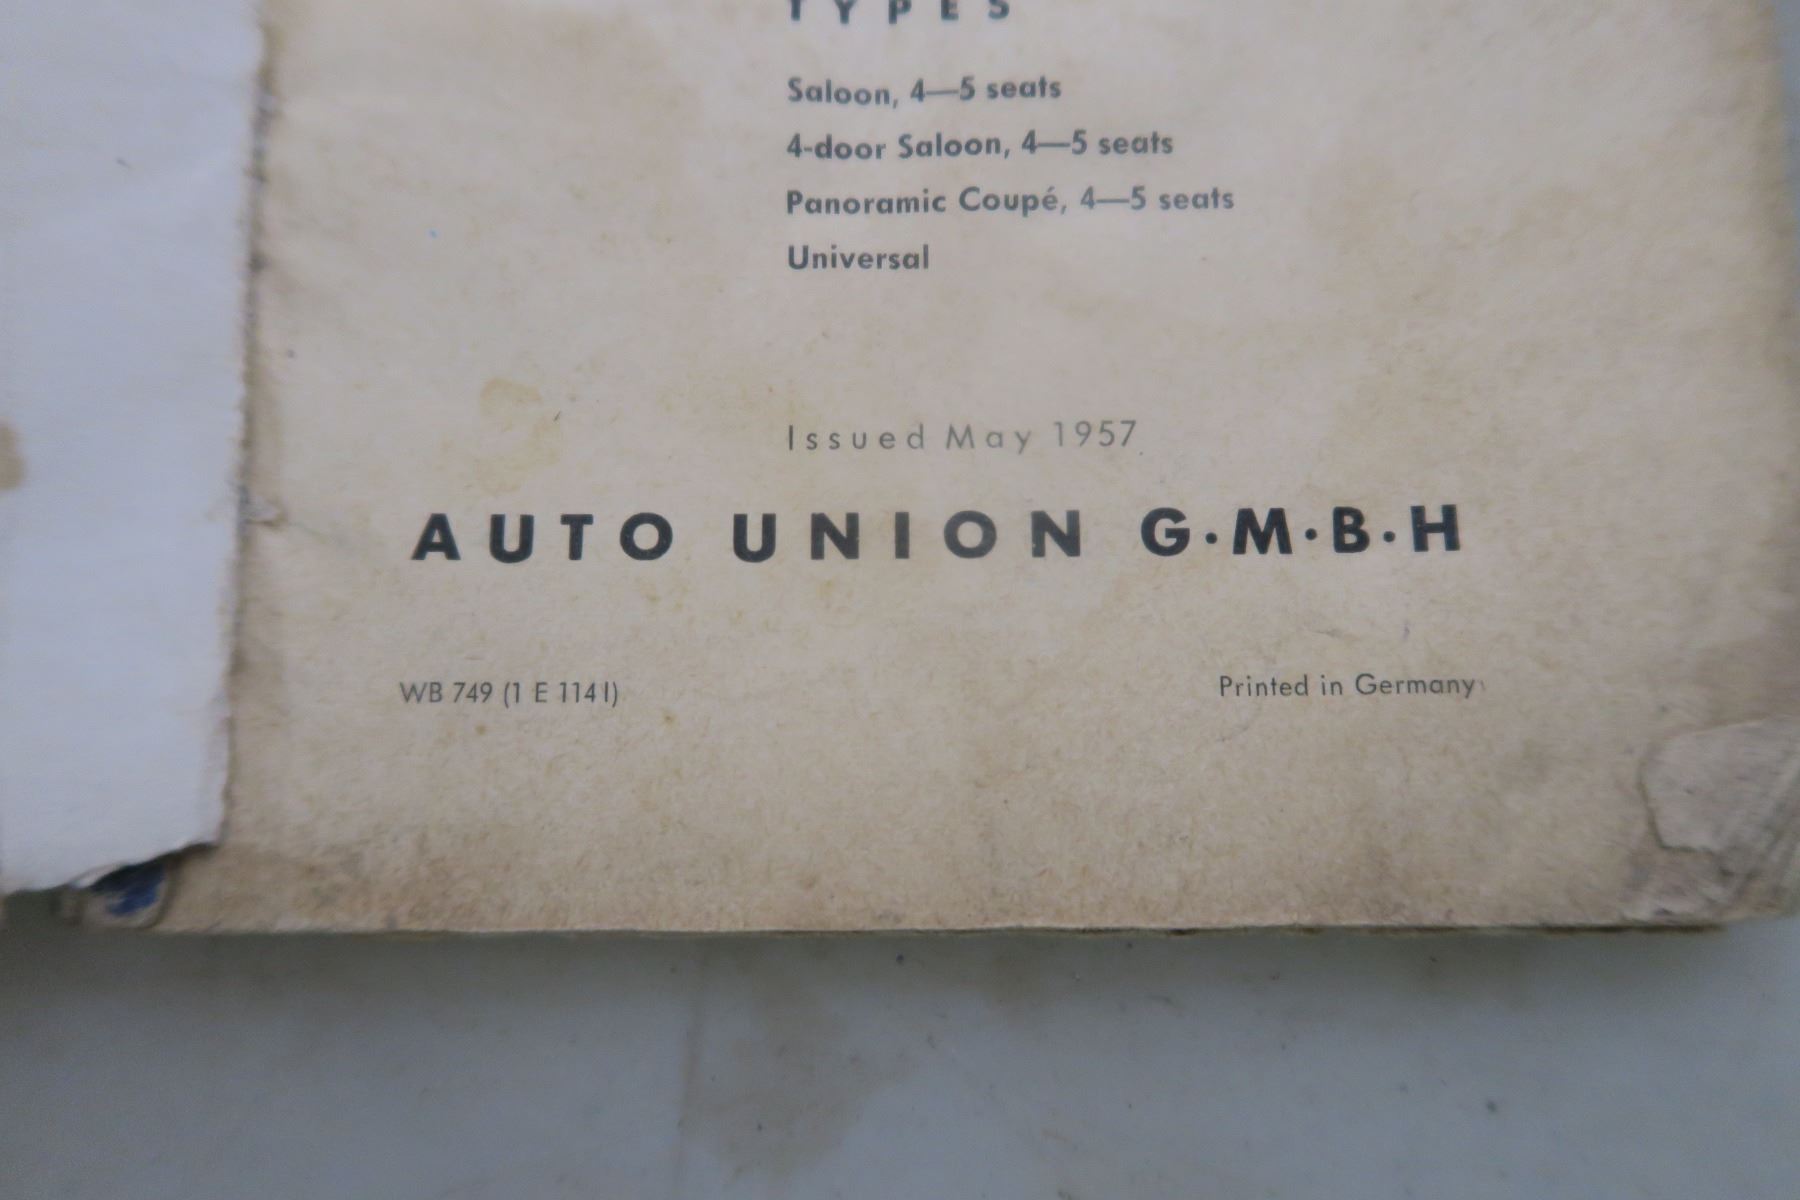 TYPES
Saloon, 4—5 seats
4-door Saloon, 4—5 seats
Panoramic Coupé, 4—5 seats
Universal
Issued May 1957
AUTO UNION G·M·B·H
WB 749 (1 E 114 I)
Printed in Germany